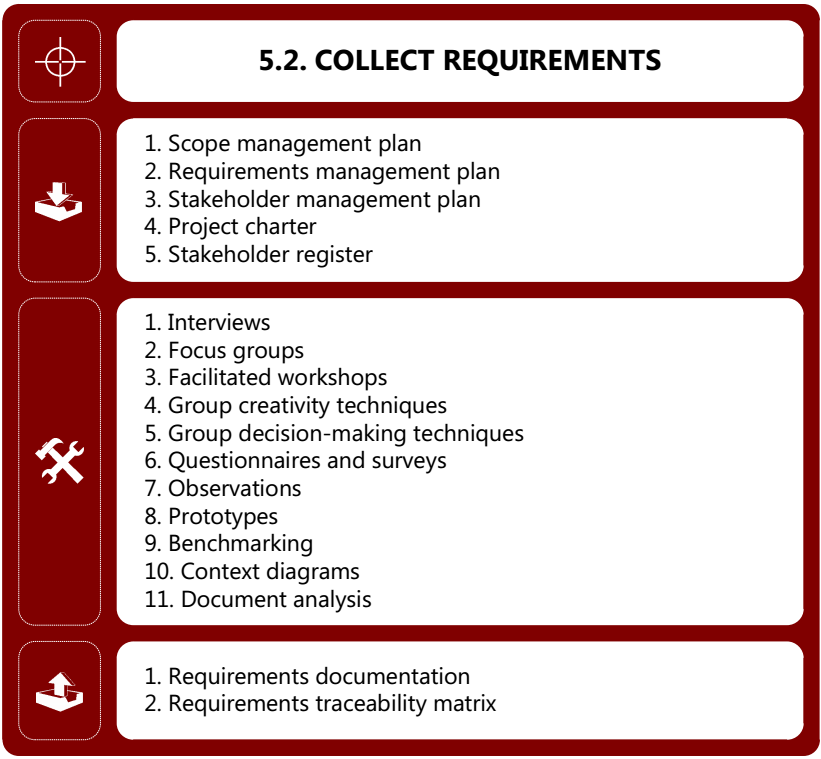 5.2. COLLECT REQUIREMENTS
1. Scope management plan
2. Requirements management plan
3. Stakeholder management plan
4. Project charter
5. Stakeholder register
1. Interviews
2. Focus groups
3. Facilitated workshops
4. Group creativity techniques
5. Group decision-making techniques
6. Questionnaires and surveys
7. Observations
8. Prototypes
9. Benchmarking
10. Context diagrams
11. Document analysis
1. Requirements documentation
2. Requirements traceability matrix